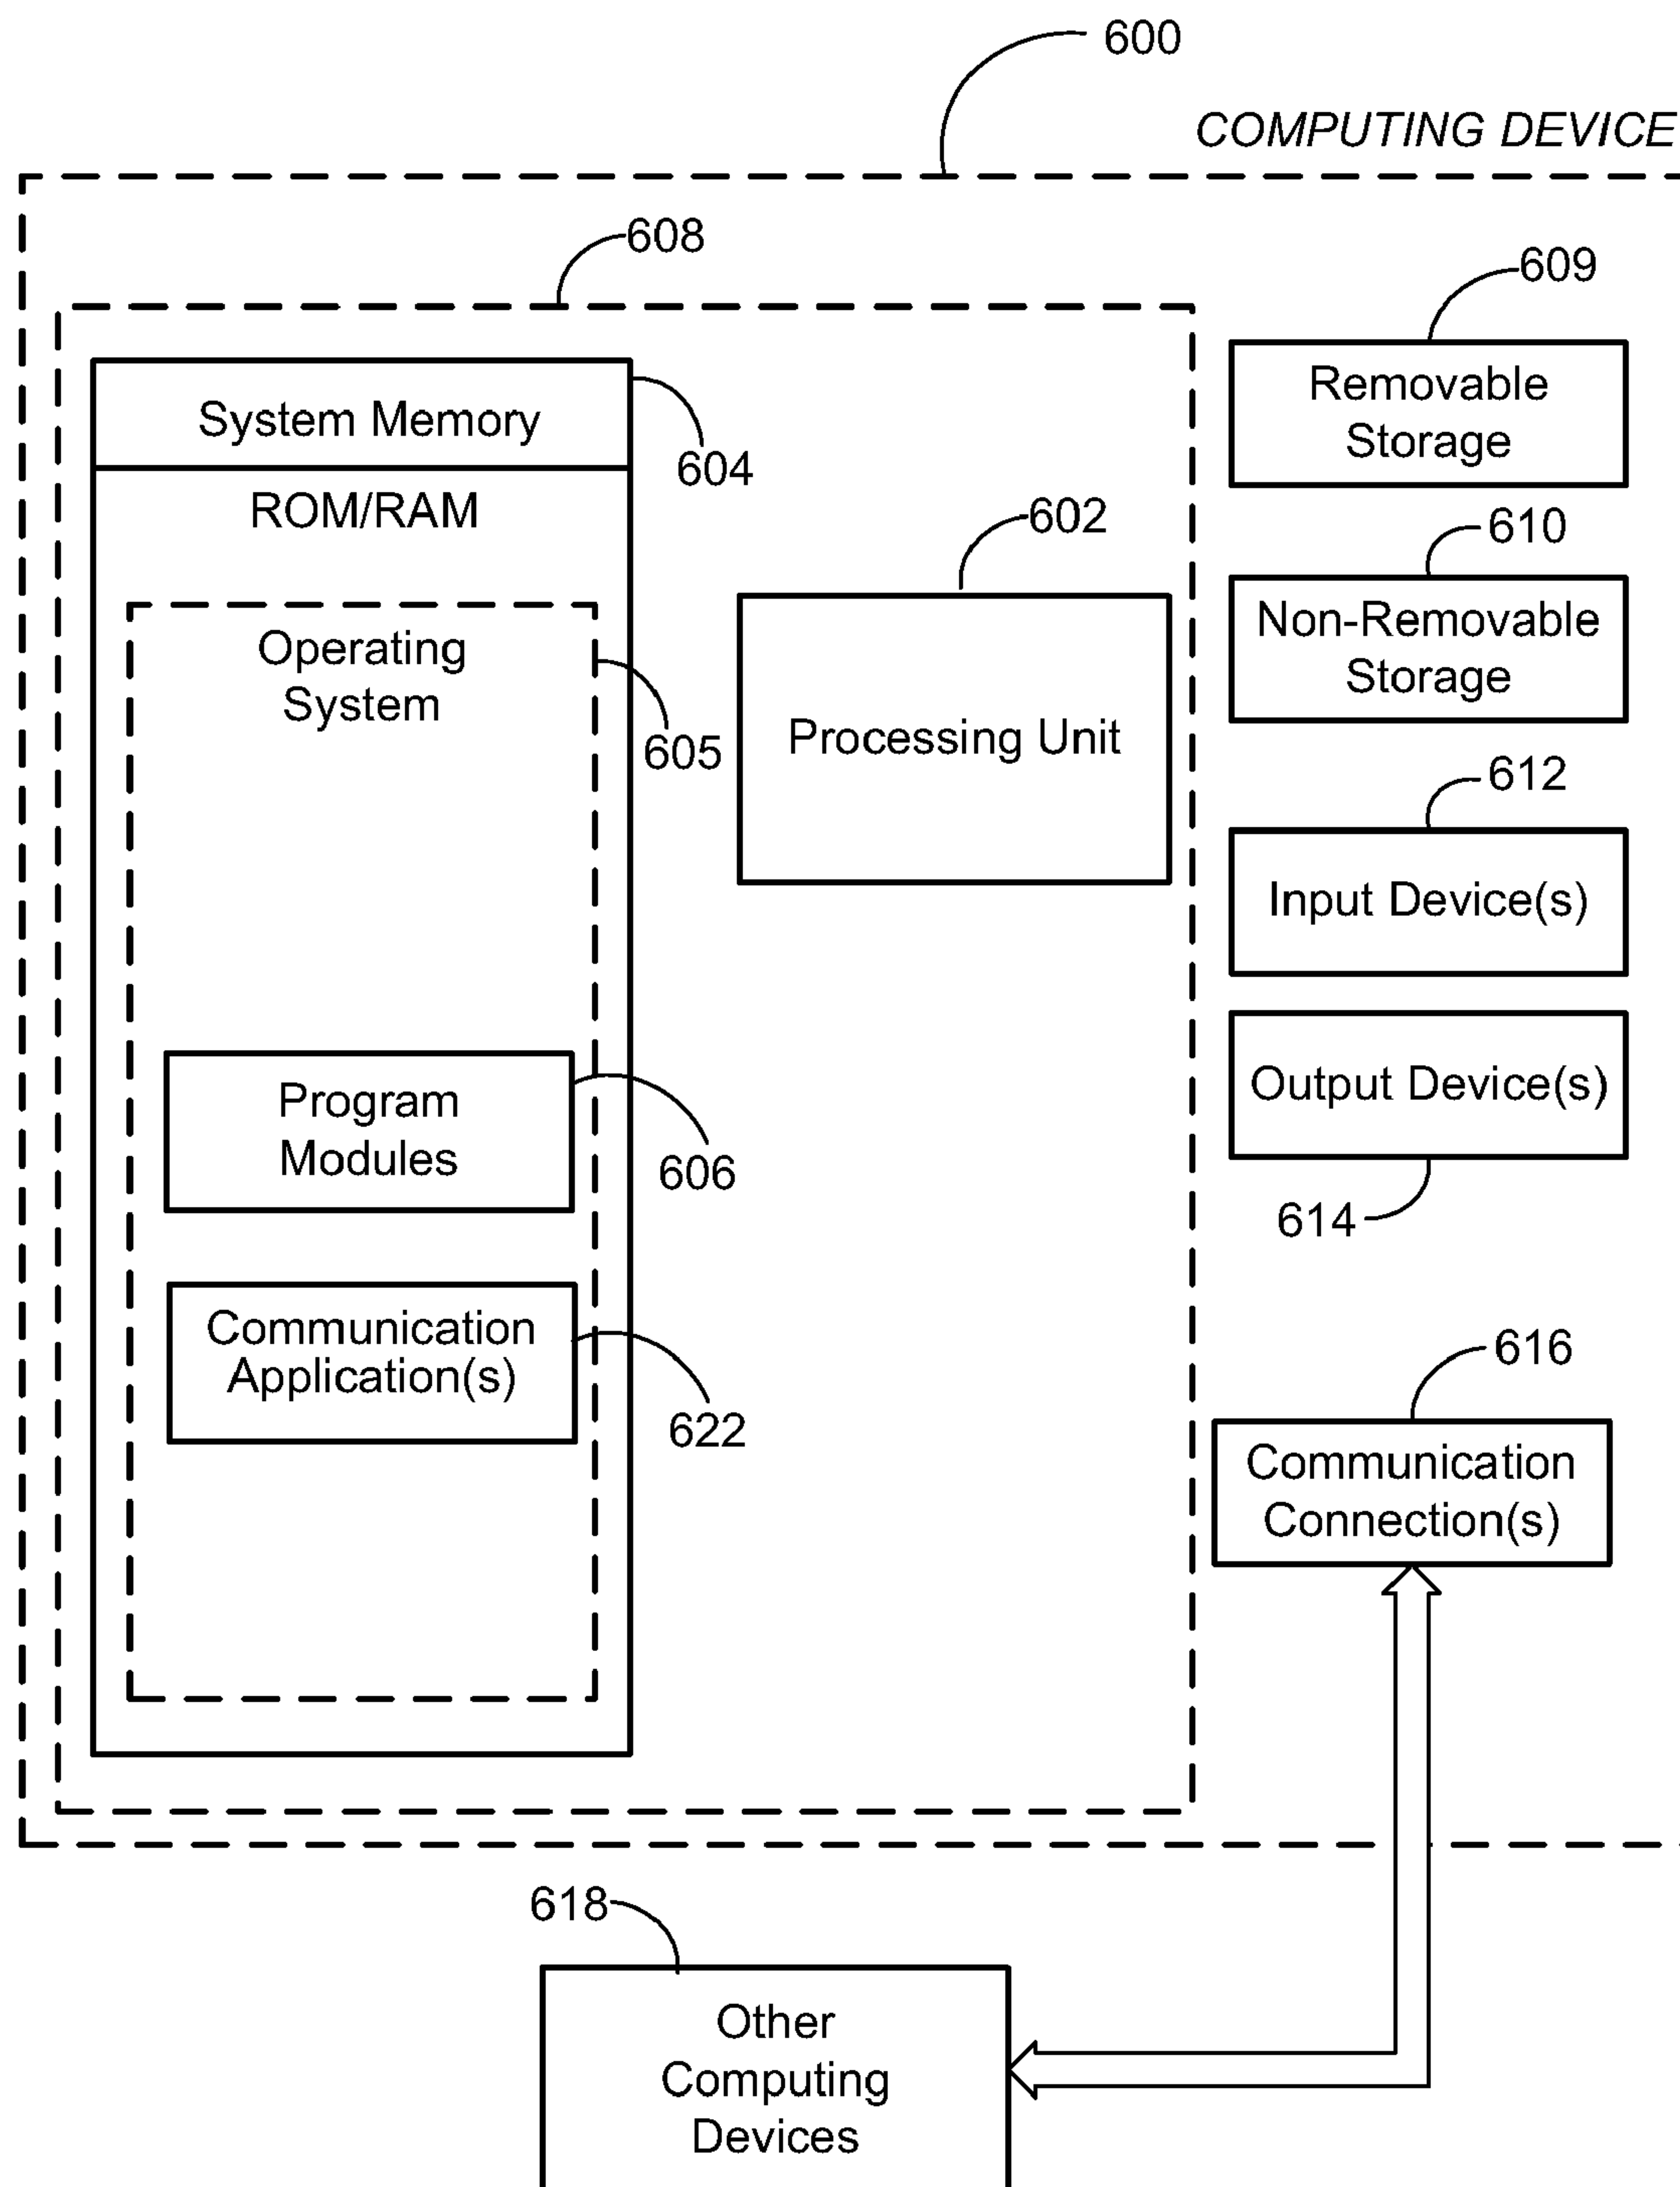 600
COMPUTING DEVICE
608
609
System Memory
604
ROM/RAM
Removable
Storage
602
610
Operating
System
605
Processing Unit
Non-Removable
Storage
612
Input Device(s)
Output Device(s)
614
Program
Modules
606
Communication
Application(s)
622
616
Communication
Connection(s)
618
Other
Computing
Devices